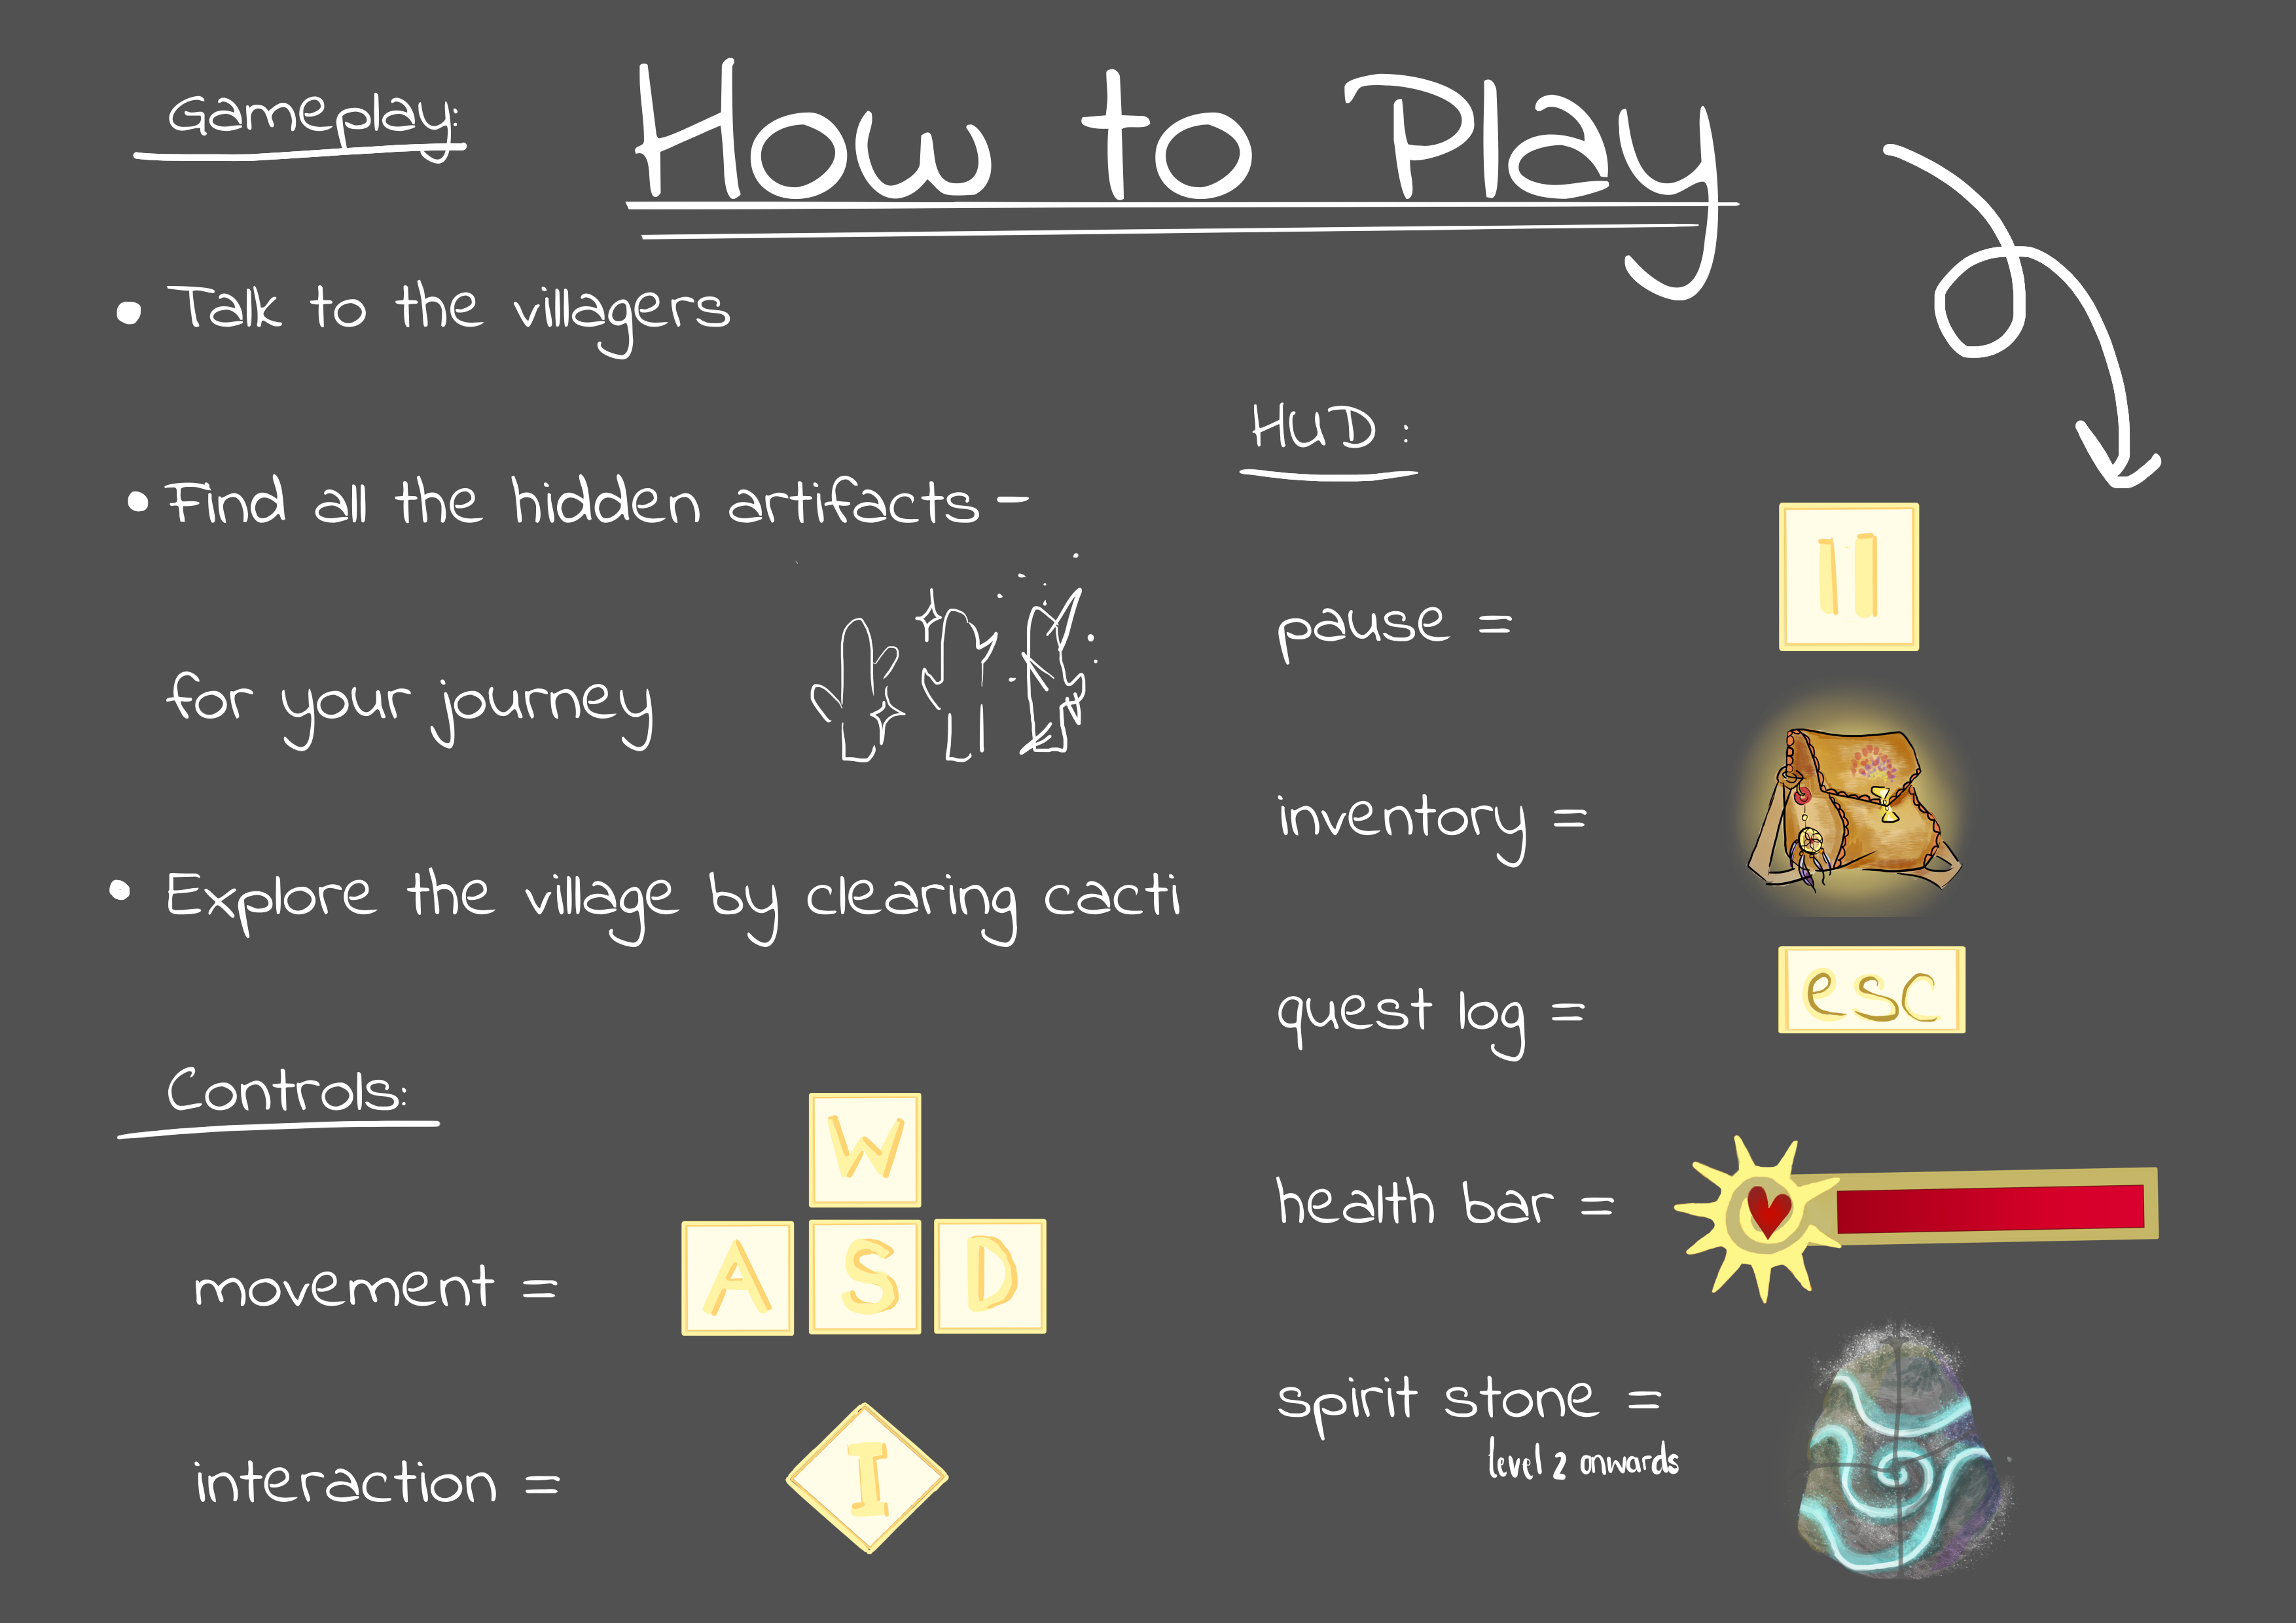 How to Play
Gameplay:
• Talk to the villagers
• Find all the hidden artifacts -
for your journey
• Explore the village by clearing cacti
Controls:
movement =
W
A S D
interaction =
I
HUD :
pause =
inventory =
quest log =
esc
health bar =
spirit stone =
level 2 onwards